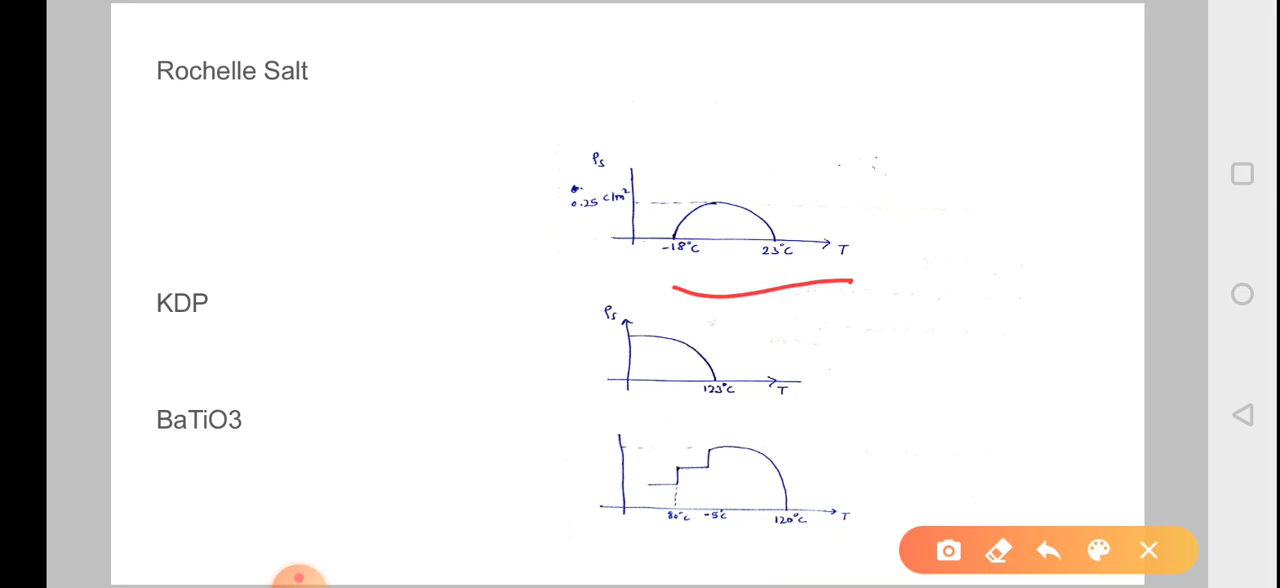 Rochelle Salt
Ps
0.25 c/m²
-18°C
23°C
T
KDP
Ps
123°C
T
BaTiO3
80°C
-5°C
120°C
T